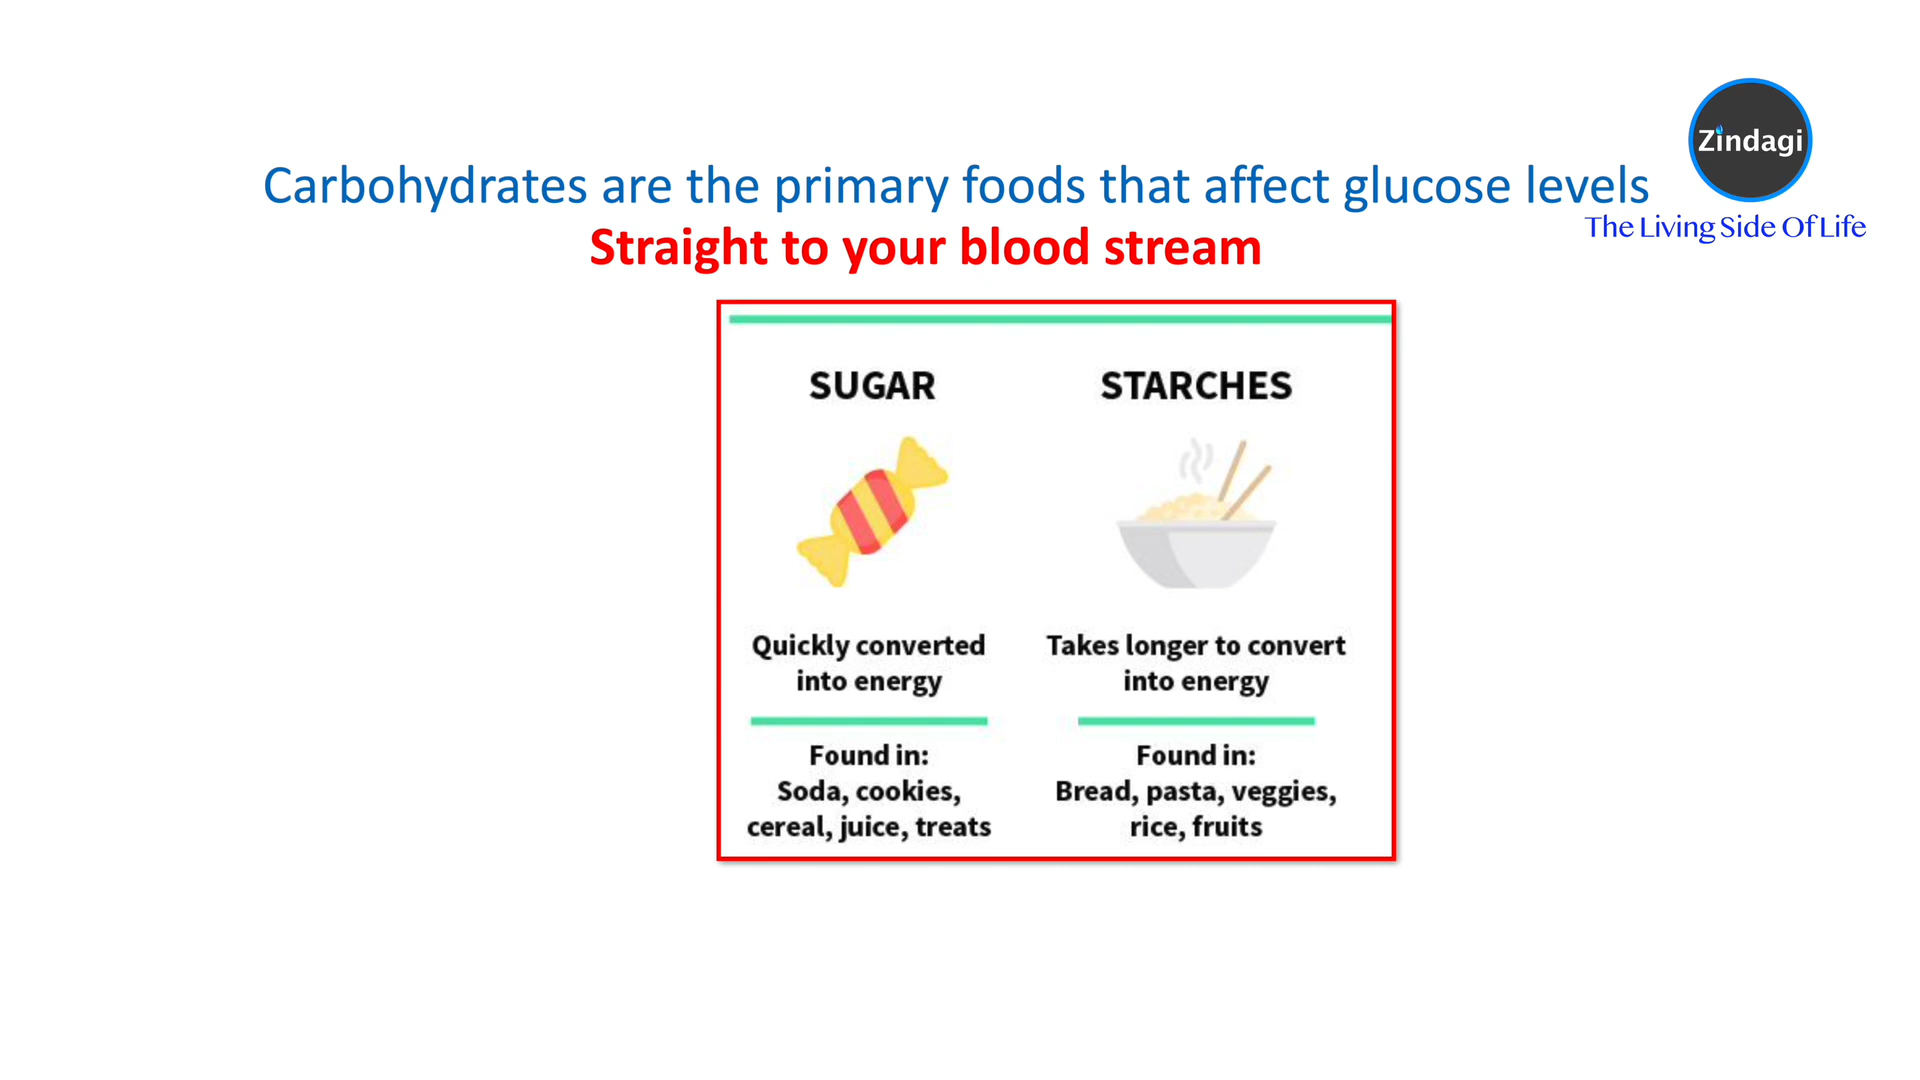 Zindagi
Carbohydrates are the primary foods that affect glucose levels
The Living Side Of Life
Straight to your blood stream
SUGAR
STARCHES
Quickly converted
into energy
Takes longer to convert
into energy
Found in:
Soda, cookies,
cereal, juice, treats
Found in:
Bread, pasta, veggies,
rice, fruits